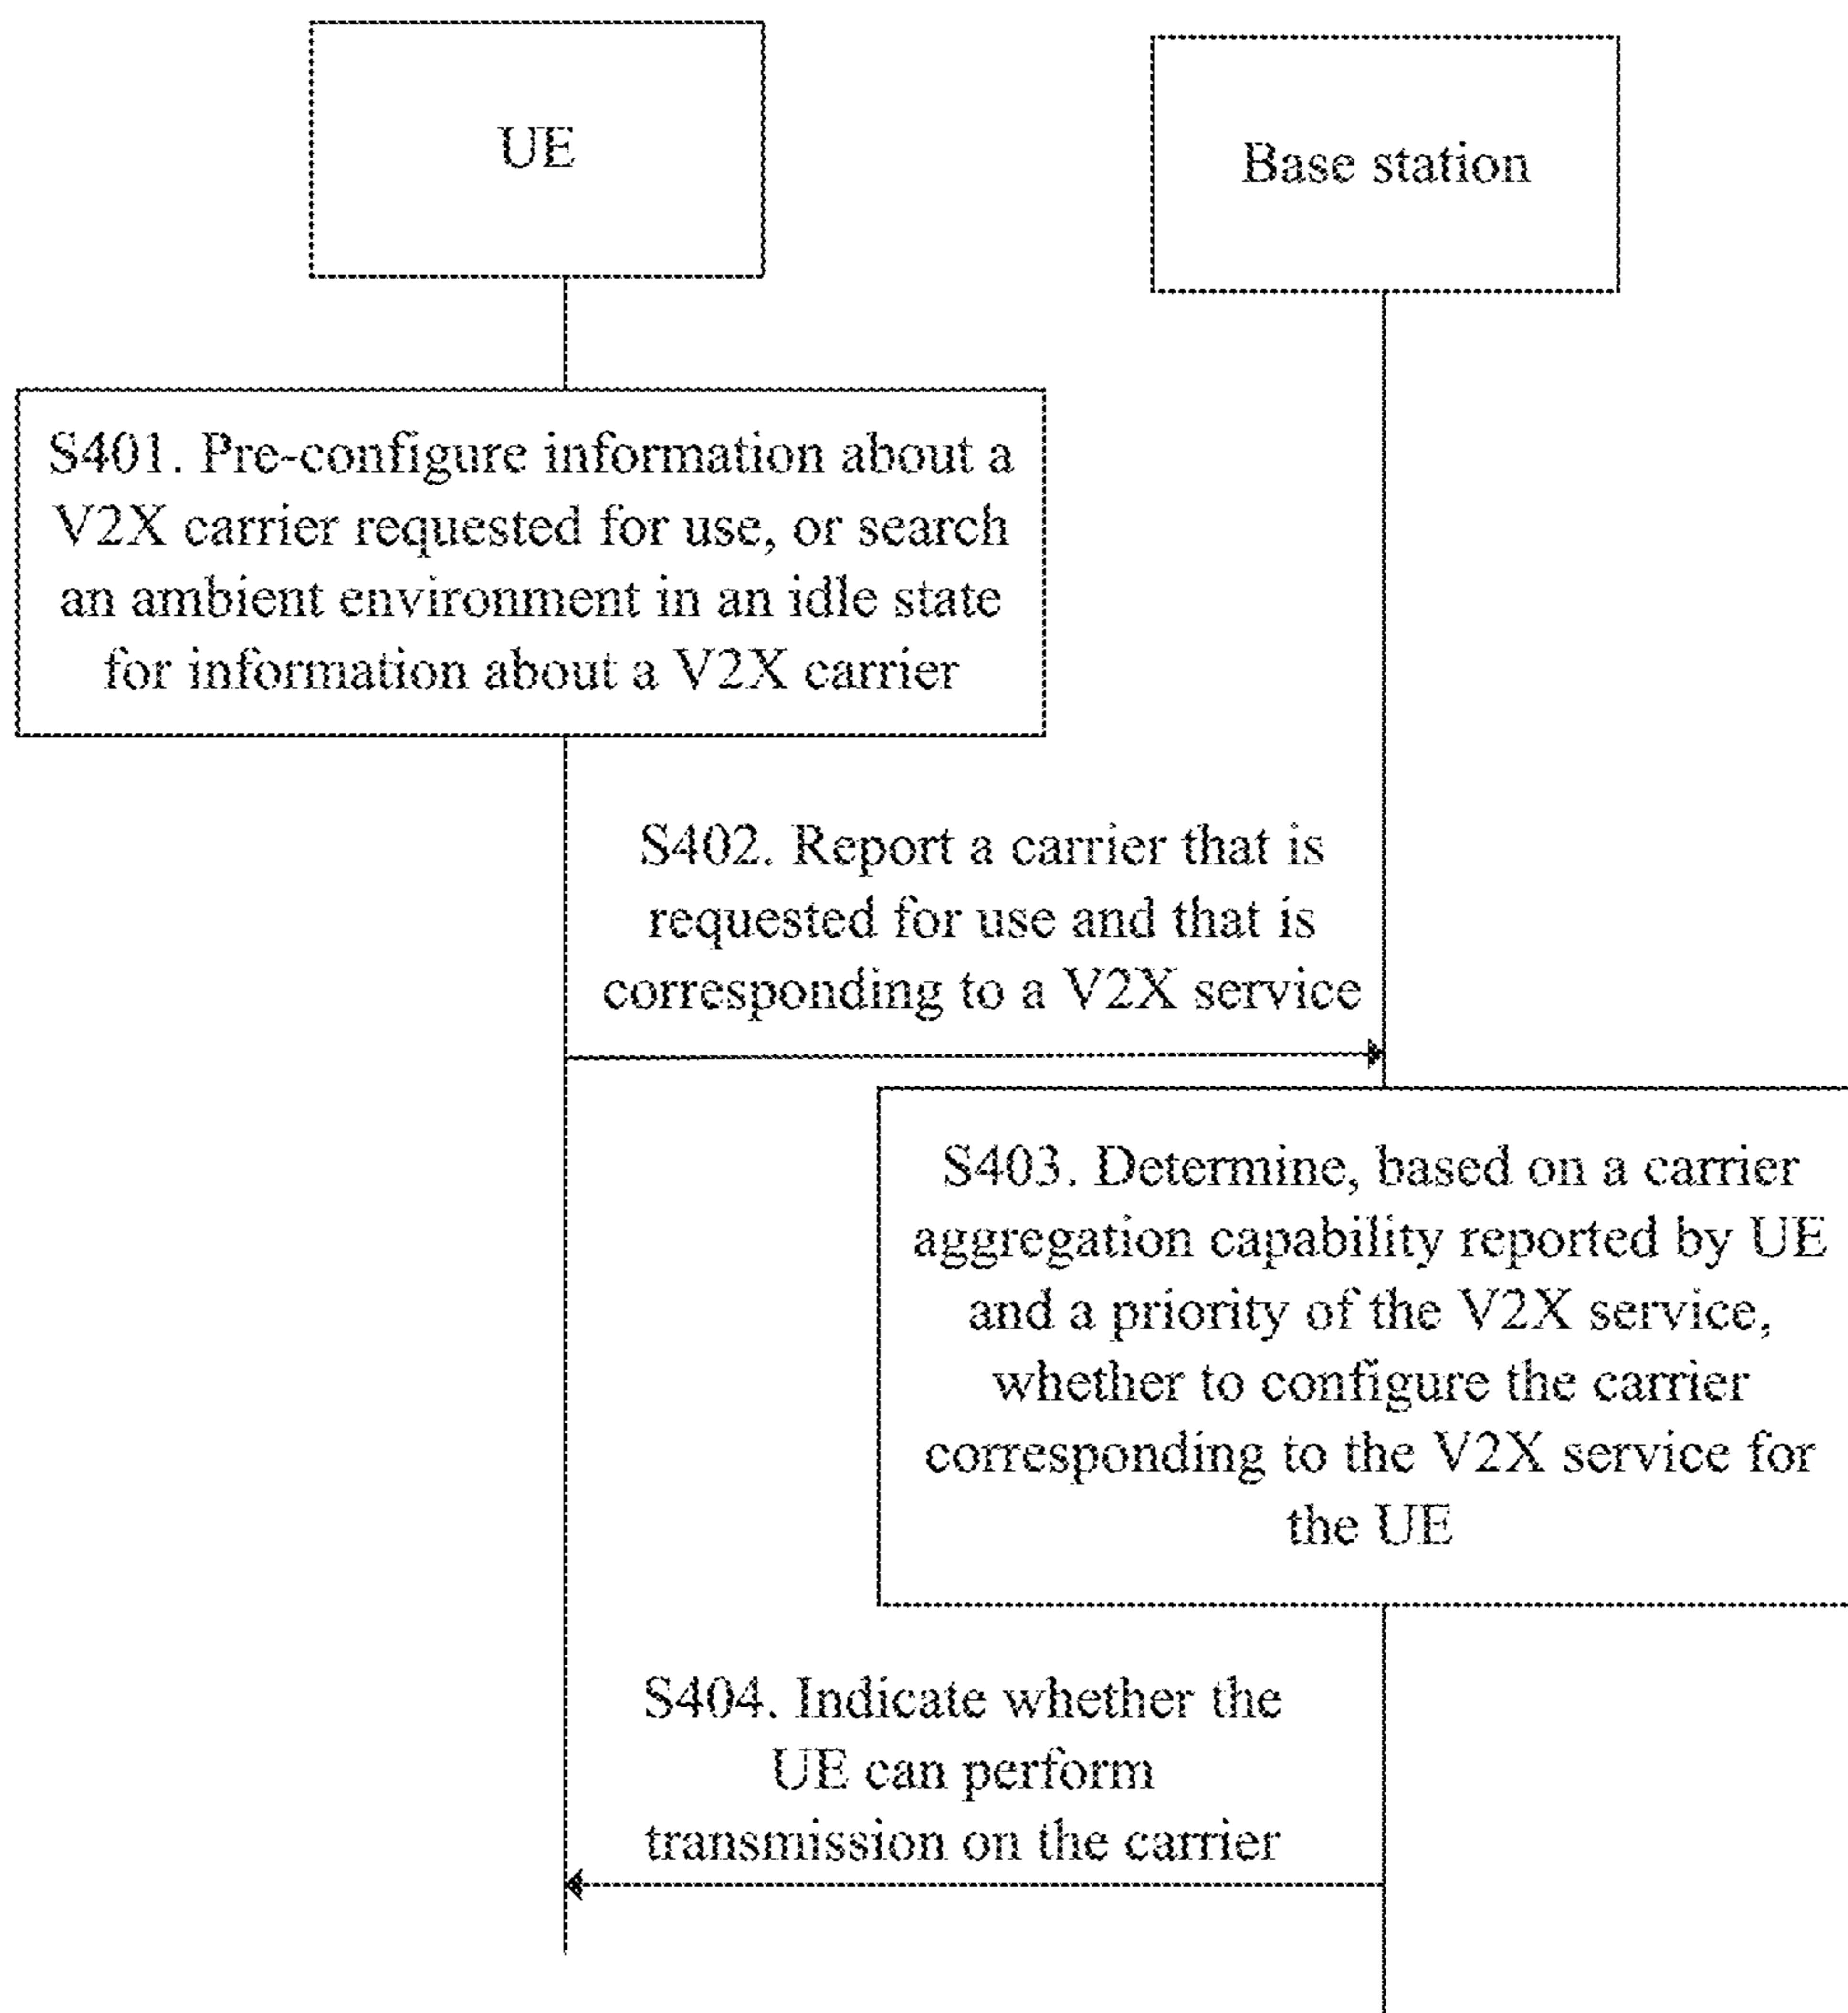 UE
Base station
S401. Pre-configure information about a
V2X carrier requested for use, or search
an ambient environment in an idle state
for information about a V2X carrier
S402. Report a carrier that is
requested for use and that is
corresponding to a V2X service
S403. Determine, based on a carrier
aggregation capability reported by UE
and a priority of the V2X service,
whether to configure the carrier
corresponding to the V2X service for
the UE
S404. Indicate whether the
UE can perform
transmission on the carrier